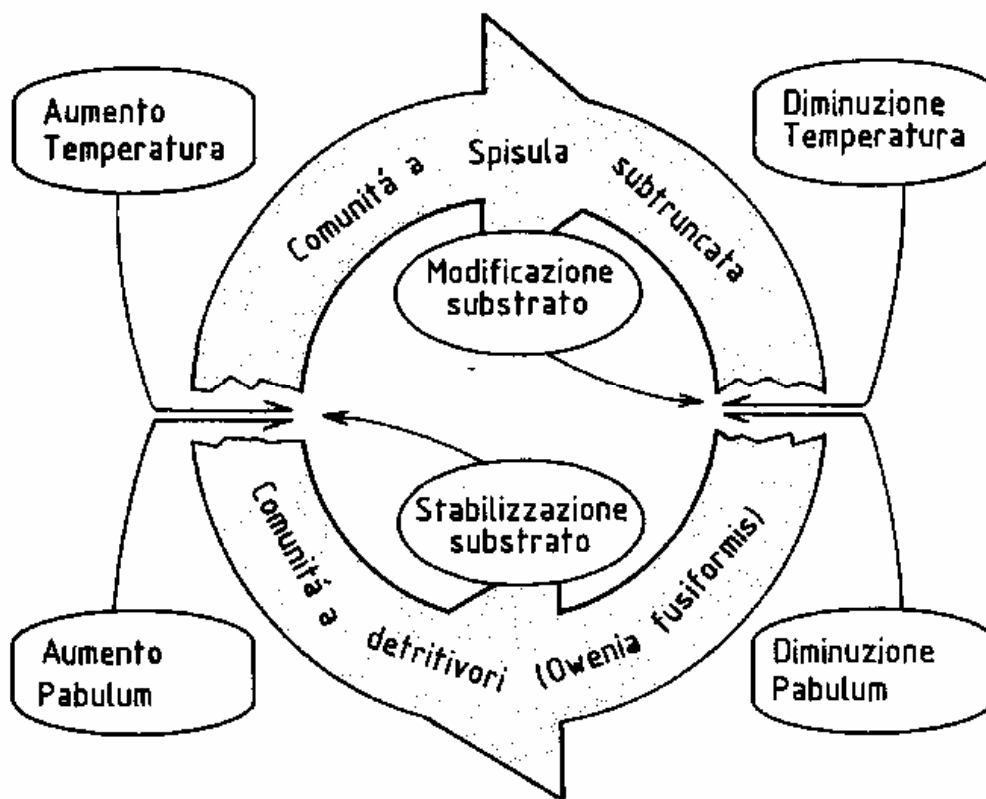 Aumento
Temperatura
Diminuzione
Temperatura
Comunitá a Spisula subtruncata
Modificazione
substrato
Stabilizzazione
substrato
Comunitá a detritivori (Owenia fusiformis)
Aumento
Pabulum
Diminuzione
Pabulum